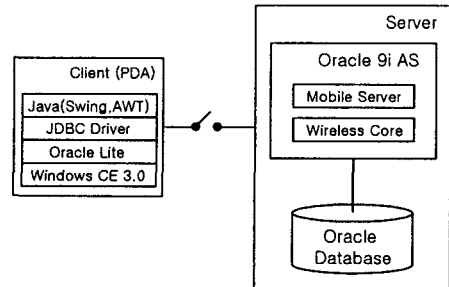 Server
Oracle 9i AS
Mobile Server
Wireless Core
Oracle
Database
Client (PDA)
Java(Swing,AWT)
JDBC Driver
Oracle Lite
Windows CE 3.0